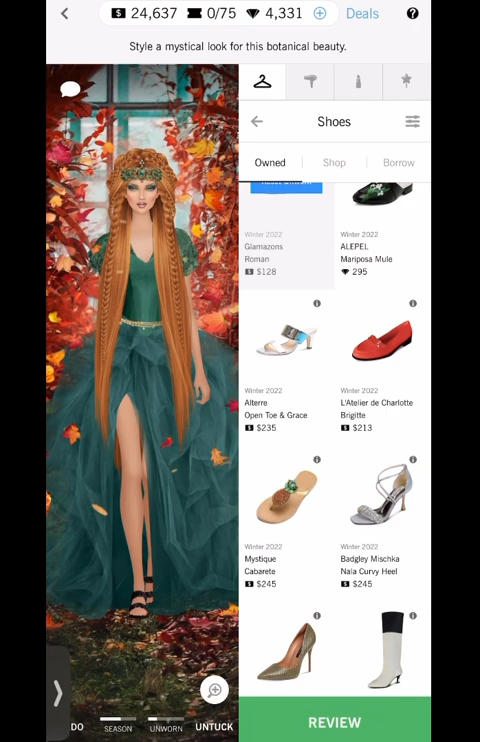 24,637 0/75 4,331 Deals
Style a mystical look for this botanical beauty.
Shoes
Owned Shop Borrow
Winter 2022
Glamazons
Roman
$128
Winter 2022
ALEPEL
Mariposa Mule
295
Winter 2022
Alterre
Open Toe & Grace
$235
Winter 2022
L'Atelier de Charlotte
Brigitte
$213
Winter 2022
Mystique
Cabarete
$245
Winter 2022
Badgley Mischka
Nala Curvy Heel
$245
DO SEASON UNWORN UNTUCK
REVIEW